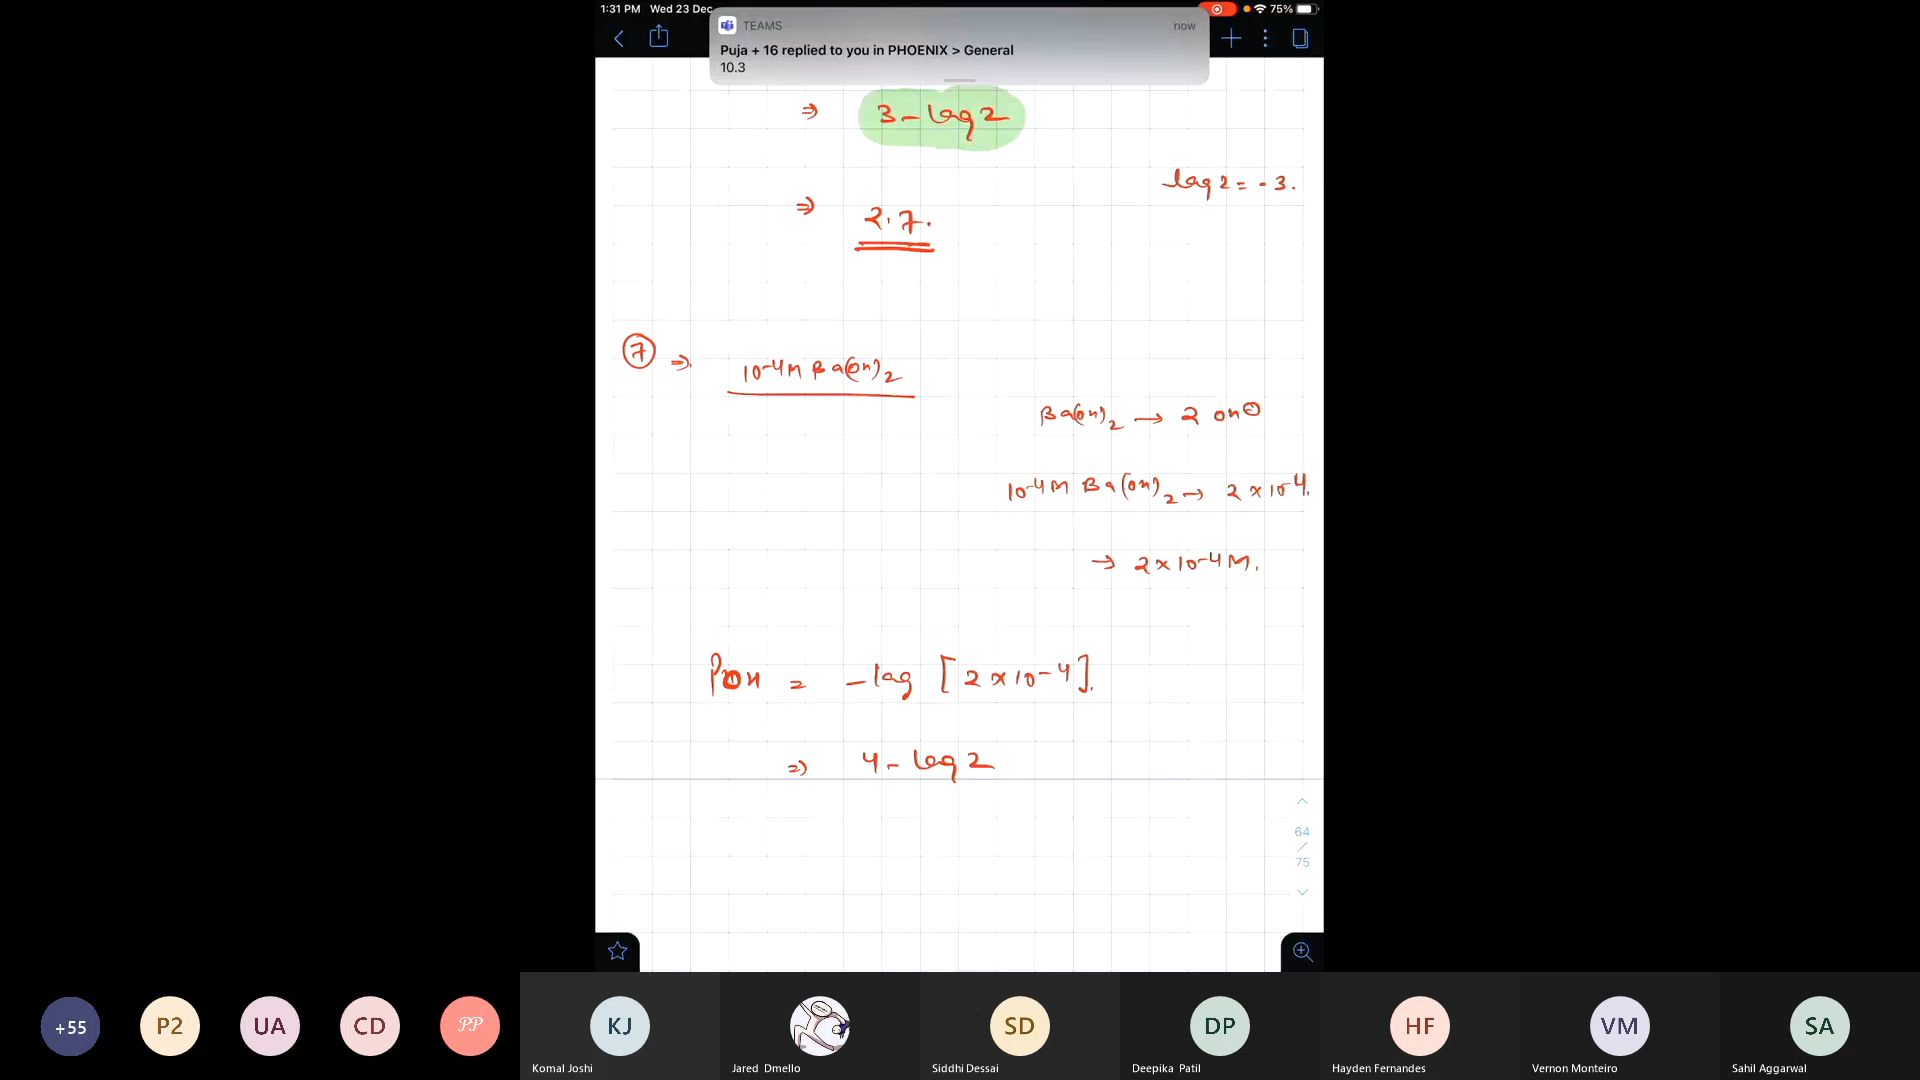 1:31 PM Wed 23 Dec
75%
TEAMS
now
Puja + 16 replied to you in PHOENIX > General
10.3
⇒ 3 - log 2
log 2 = .3.
⇒ 2.7.
7 ⇒ 10-4M Ba(OH)2
Ba(OH)2 → 2 OH⊖
10-4M Ba(OH)2 → 2 x 10-4.
→ 2 x 10-4 M.
POH = -log [2 x 10-4].
⇒ 4 - log 2
64
/
75
+55
P2
UA
CD
PP
KJ
SD
DP
HF
VM
SA
Komal Joshi
Jared Dmello
Siddhi Dessai
Deepika Patil
Hayden Fernandes
Vernon Monteiro
Sahil Aggarwal